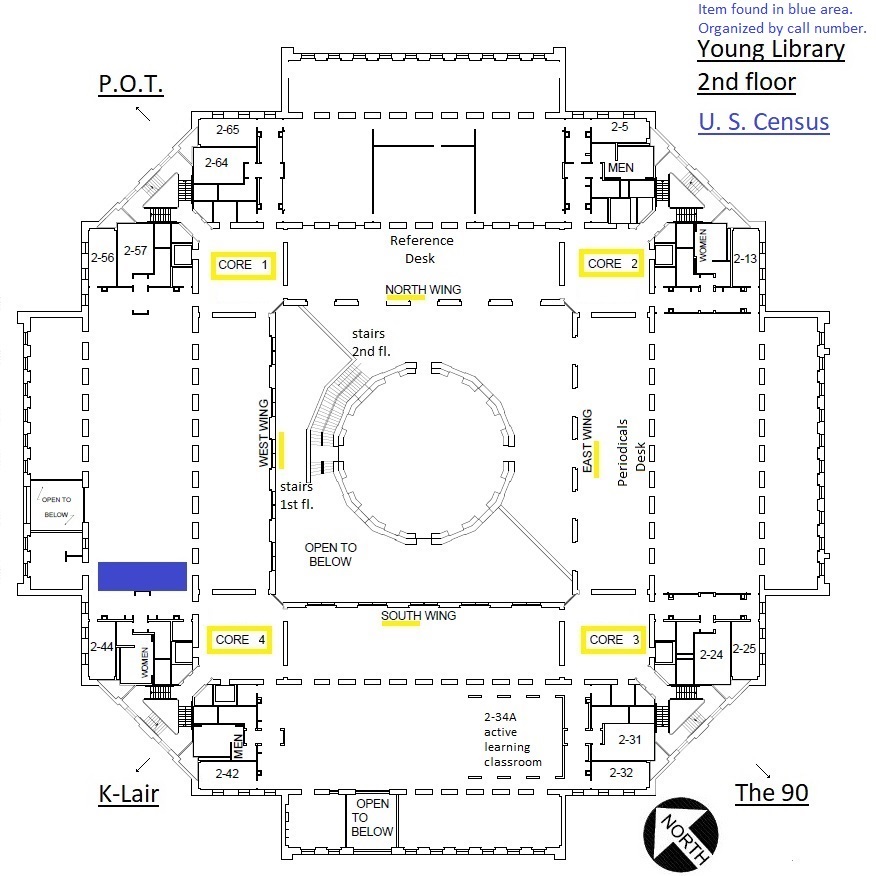 Item found in blue area.
Organized by call number.
Young Library
2nd floor
U. S. Census
P.O.T.
2-65
2-64
2-5
MEN
2-56
2-57
WOMEN
2-13
CORE 1
Reference
Desk
CORE 2
NORTH WING
stairs
2nd fl.
WEST WING
EAST WING
Periodicals
Desk
stairs
1st fl.
OPEN TO
BELOW
OPEN TO
BELOW
SOUTH WING
CORE 4
CORE 3
2-44
WOMEN
2-24
2-25
MEN
2-42
2-34A
active
learning
classroom
2-31
2-32
OPEN
TO
BELOW
K-Lair
The 90
NORTH